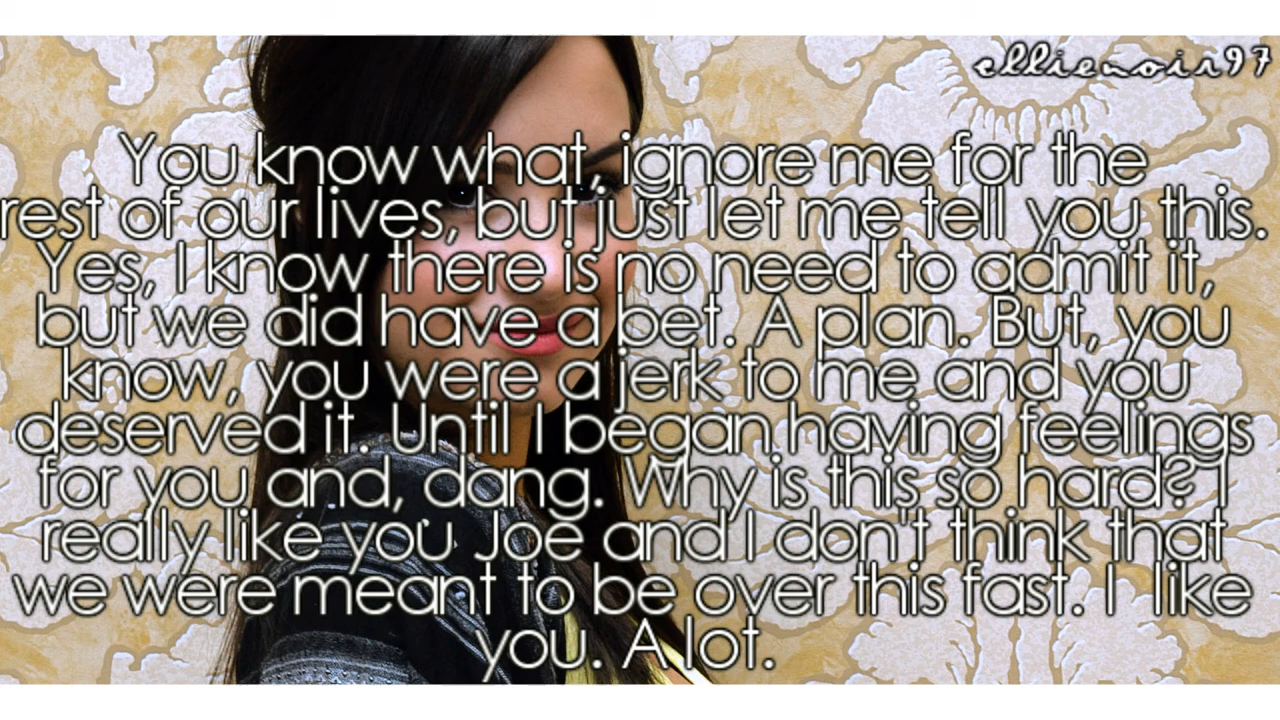 ellienoir97
You know what, ignore me for the
rest of our lives, but just let me tell you this.
Yes, I know there is no need to admit it,
but we did have a bet. A plan. But, you
know, you were a jerk to me and you
deserved it. Until I began having feelings
for you and, dang. Why is this so hard? I
really like you Joe and I don't think that
we were meant to be over this fast. I like
you. A lot.